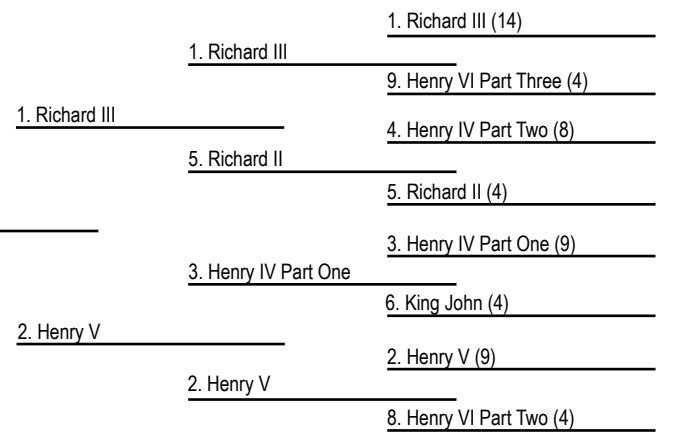 1. Richard III (14)
1. Richard III
9. Henry VI Part Three (4)
1. Richard III
4. Henry IV Part Two (8)
5. Richard II
5. Richard II (4)
3. Henry IV Part One (9)
3. Henry IV Part One
6. King John (4)
2. Henry V
2. Henry V (9)
2. Henry V
8. Henry VI Part Two (4)